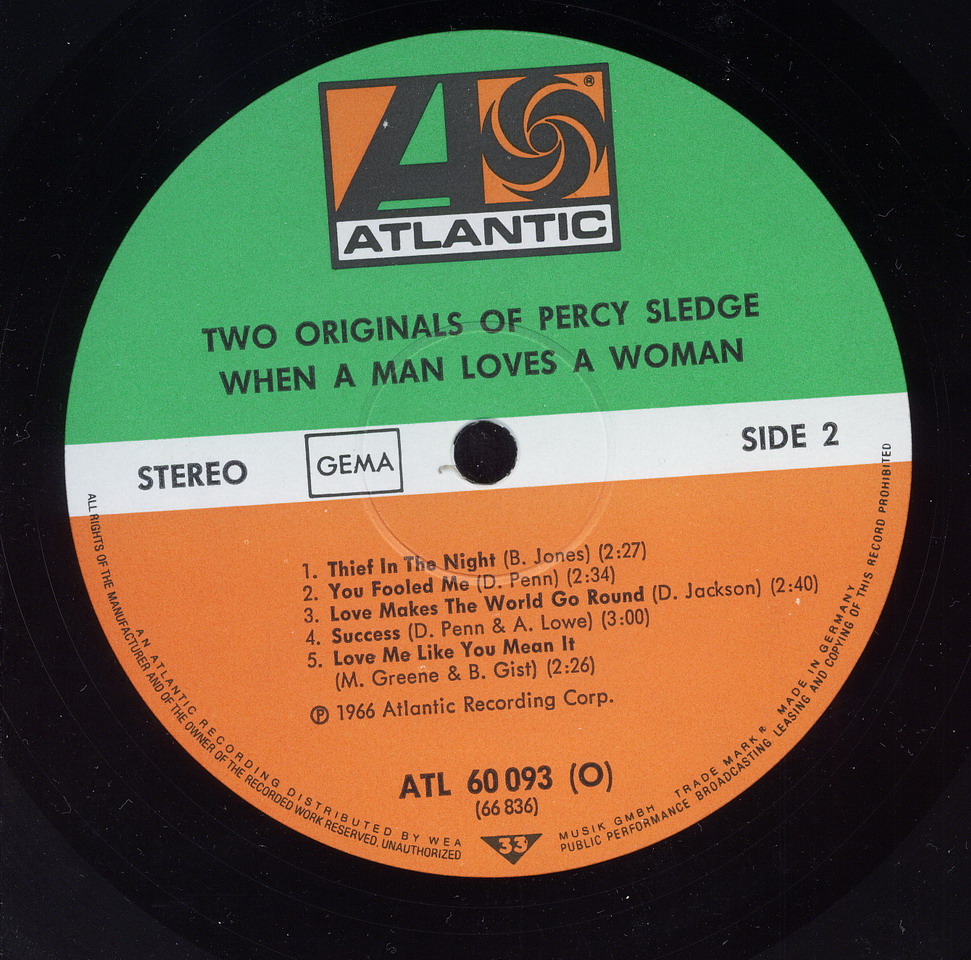 ATLANTIC
®
TWO ORIGINALS OF PERCY SLEDGE
WHEN A MAN LOVES A WOMAN
STEREO
GEMA
SIDE 2
1. Thief In The Night (B. Jones) (2:27)
2. You Fooled Me (D. Penn) (2:34)
3. Love Makes The World Go Round (D. Jackson) (2:40)
4. Success (D. Penn & A. Lowe) (3:00)
5. Love Me Like You Mean It
(M. Greene & B. Gist) (2:26)
℗ 1966 Atlantic Recording Corp.
ATL 60 093 (O)
(66 836)
33
AN ATLANTIC RECORDING DISTRIBUTED BY WEA MUSIK GMBH TRADE MARK ® MADE IN GERMANY
ALL RIGHTS OF THE MANUFACTURER AND OF THE OWNER OF THE RECORDED WORK RESERVED, UNAUTHORIZED PUBLIC PERFORMANCE BROADCASTING LEASING AND COPYING OF THIS RECORD PROHIBITED